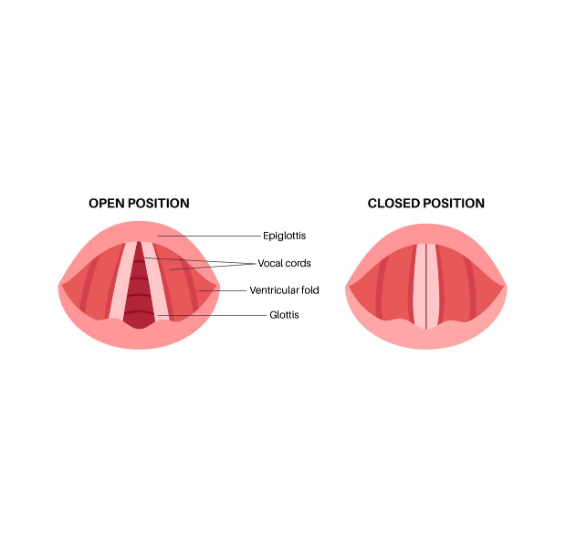 OPEN POSITION
CLOSED POSITION
Epiglottis
Vocal cords
Ventricular fold
Glottis